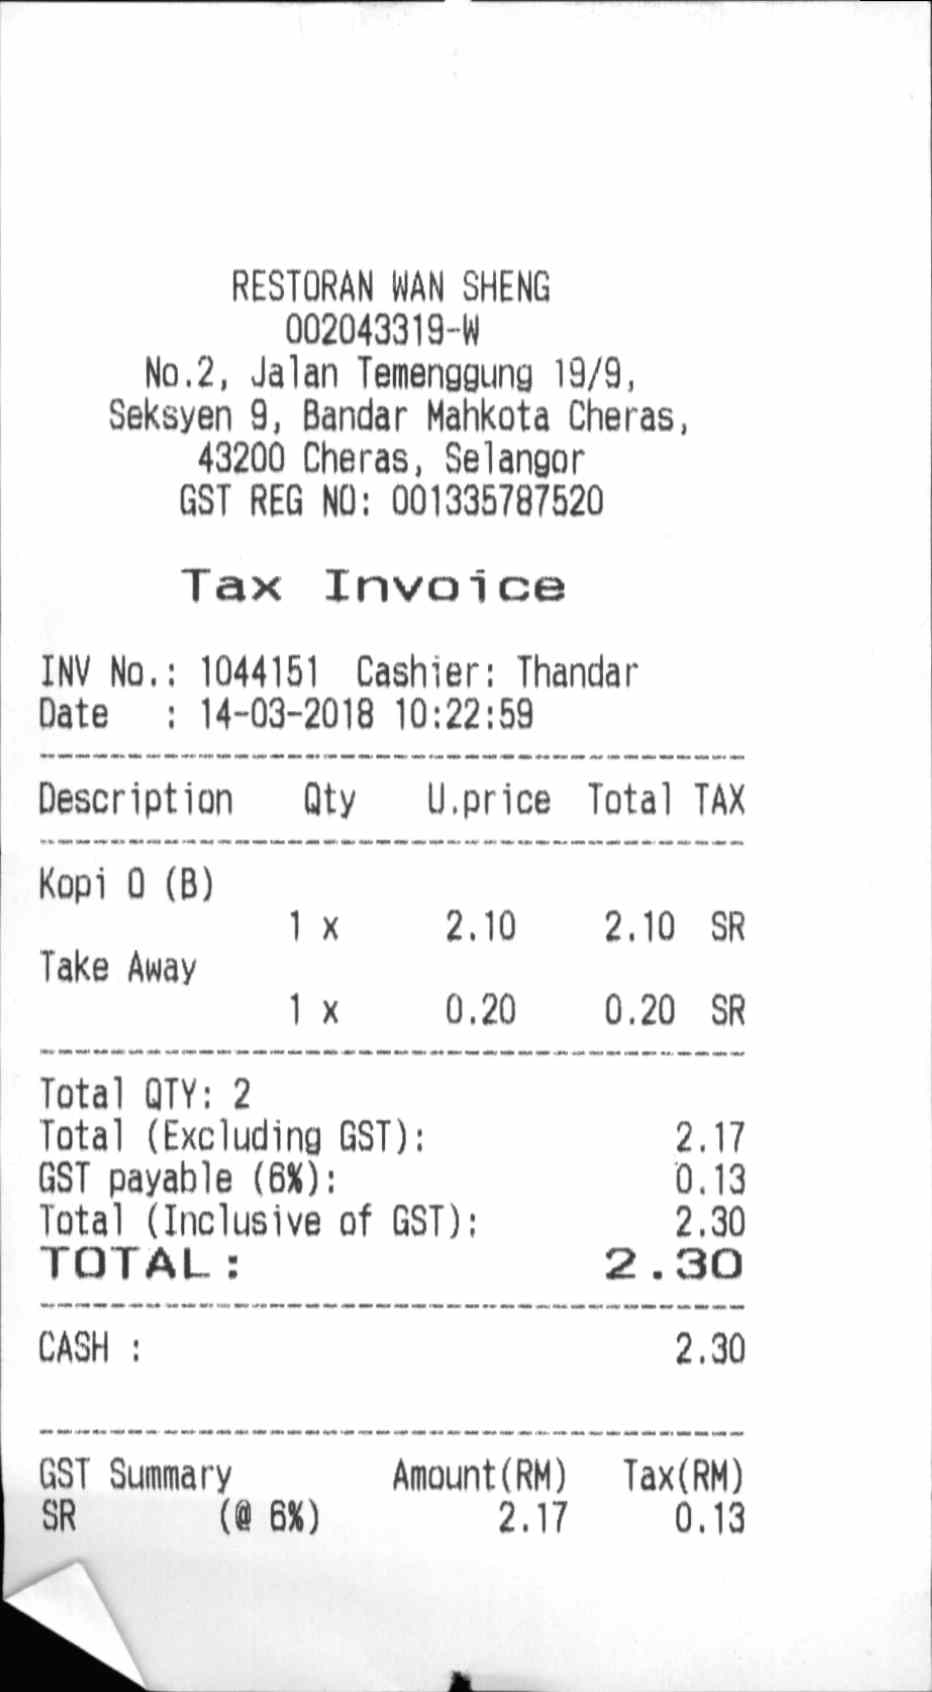 RESTORAN WAN SHENG
002043319-W
No.2, Jalan Temenggung 19/9,
Seksyen 9, Bandar Mahkota Cheras,
43200 Cheras, Selangor
GST REG NO: 001335787520
Tax Invoice
INV No.: 1044151 Cashier: Thandar
Date : 14-03-2018 10:22:59
Description Qty U.price Total TAX
Kopi O (B)
1 x 2.10 2.10 SR
Take Away
1 x 0.20 0.20 SR
Total QTY: 2
Total (Excluding GST): 2.17
GST payable (6%): 0.13
Total (Inclusive of GST): 2.30
TOTAL: 2.30
CASH : 2.30
GST Summary Amount(RM) Tax(RM)
SR (@ 6%) 2.17 0.13